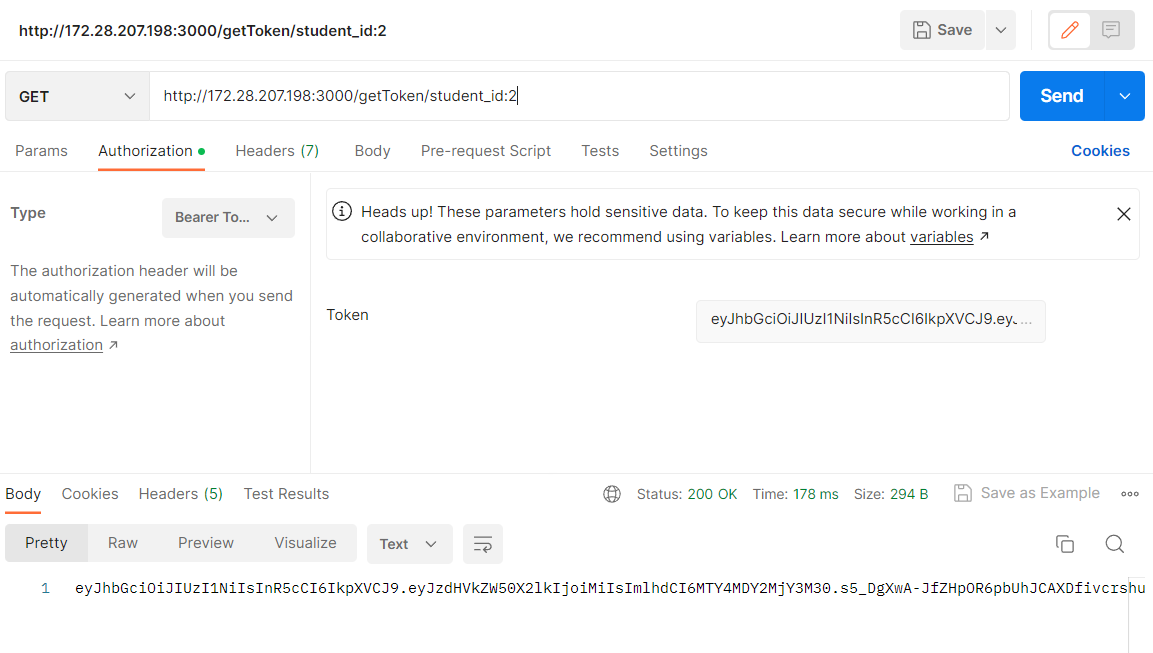 http://172.28.207.198:3000/getToken/student_id:2
Save
GET
http://172.28.207.198:3000/getToken/student_id:2
Send
Params Authorization Headers (7) Body Pre-request Script Tests Settings Cookies
Type
Bearer To...
The authorization header will be
automatically generated when you send
the request. Learn more about
authorization ↗
Heads up! These parameters hold sensitive data. To keep this data secure while working in a
collaborative environment, we recommend using variables. Learn more about variables ↗
Token
eyJhbGciOiJIUzI1NiIsInR5cCI6IkpXVCJ9.eyJ...
Body Cookies Headers (5) Test Results
Status: 200 OK Time: 178 ms Size: 294 B
Save as Example
Pretty Raw Preview Visualize Text
1 eyJhbGciOiJIUzI1NiIsInR5cCI6IkpXVCJ9.eyJzdHVkZW50X2lkIjoiMiIsImlhdCI6MTY4MDY2MjY3M30.s5_DgXwA-JfZHpOR6pbUhJCAXDfivcrshu